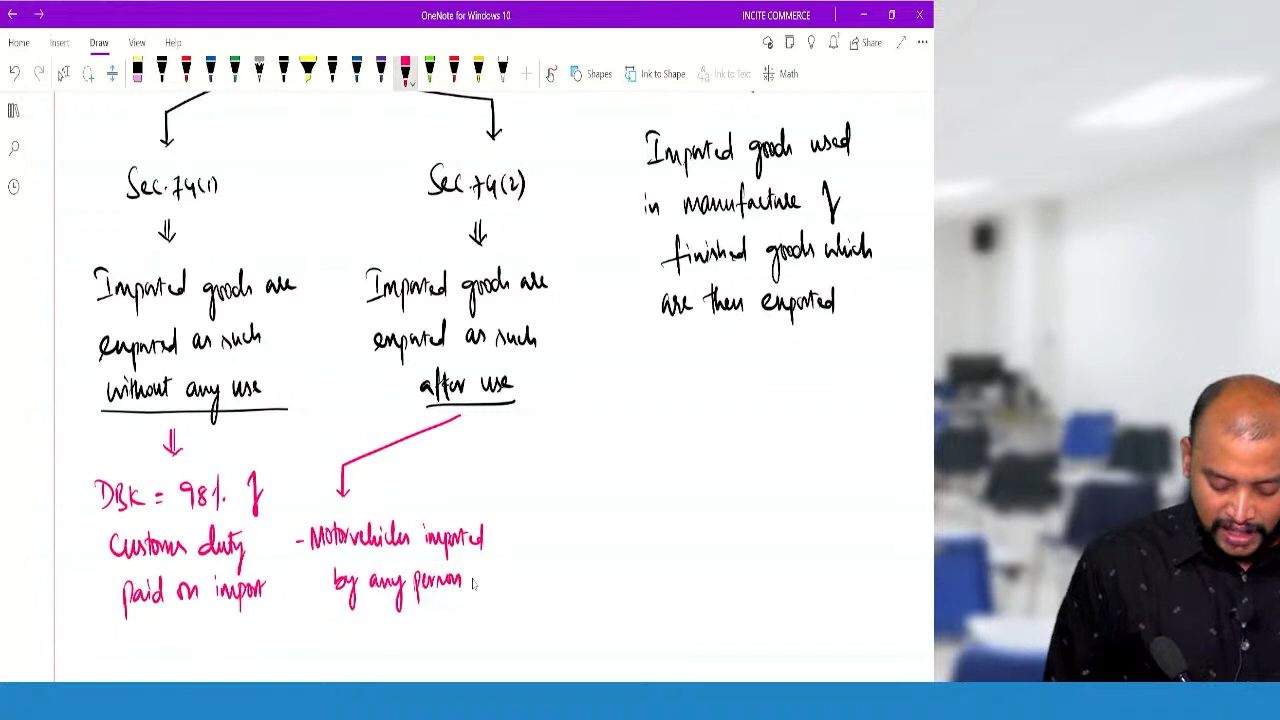 OneNote for Windows 10
INCITE COMMERCE
Home Insert Draw View Help
Share
Shapes
Ink to Shape
Ink to Text
Math
Sec. 74(1)
Imported goods are
exported as such
without any use
DBK = 98% of
Customs duty
paid on import
Sec. 74(2)
Imported goods are
exported as such
after use
- Motor vehicles imported
by any person
Imported goods used
in manufacture of
finished goods which
are then exported